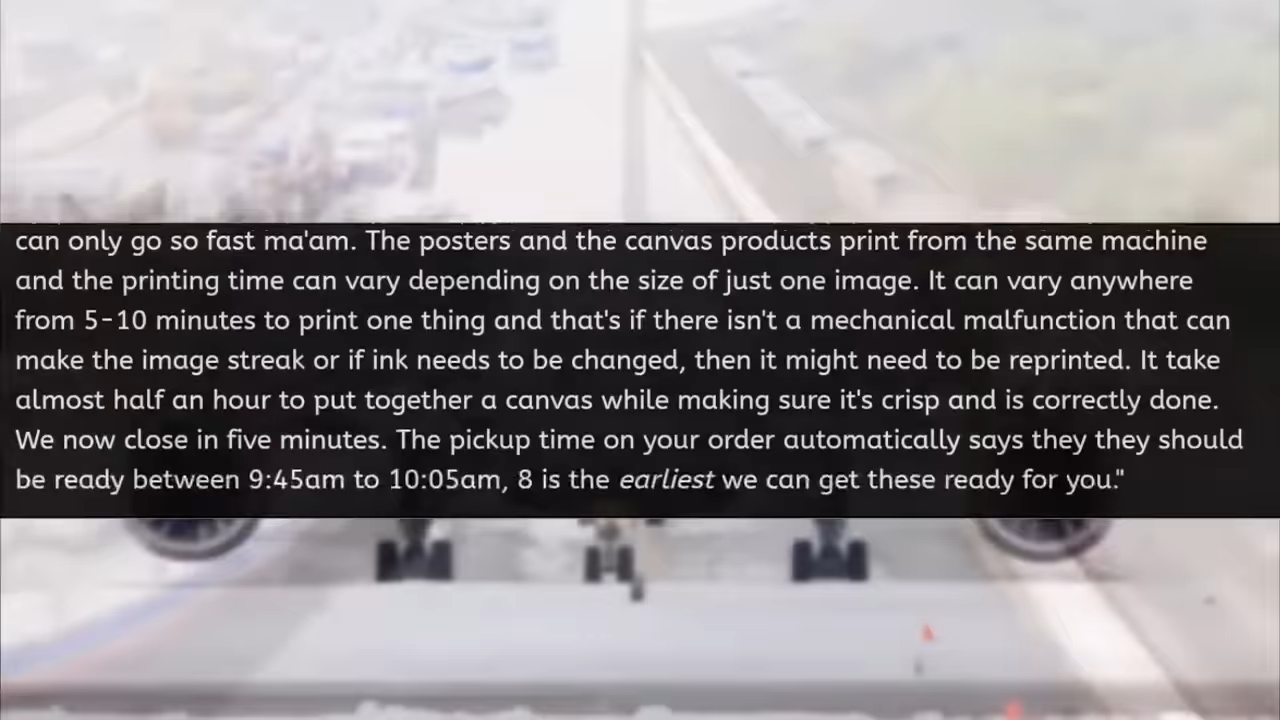 can only go so fast ma'am. The posters and the canvas products print from the same machine
and the printing time can vary depending on the size of just one image. It can vary anywhere
from 5-10 minutes to print one thing and that's if there isn't a mechanical malfunction that can
make the image streak or if ink needs to be changed, then it might need to be reprinted. It take
almost half an hour to put together a canvas while making sure it's crisp and is correctly done.
We now close in five minutes. The pickup time on your order automatically says they they should
be ready between 9:45am to 10:05am, 8 is the earliest we can get these ready for you."